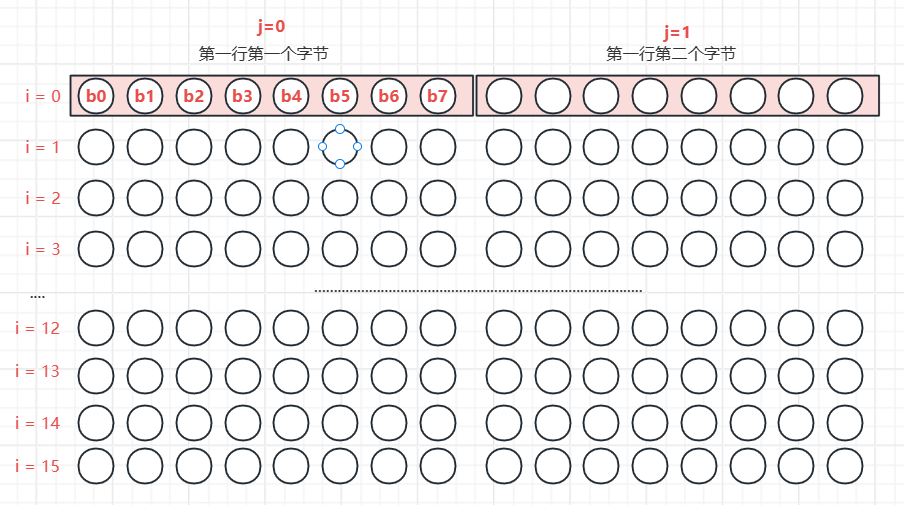 j=0
j=1
第一行第一个字节
第一行第二个字节
i = 0 b0 b1 b2 b3 b4 b5 b6 b7
i = 1
i = 2
i = 3
....
i = 12
i = 13
i = 14
i = 15